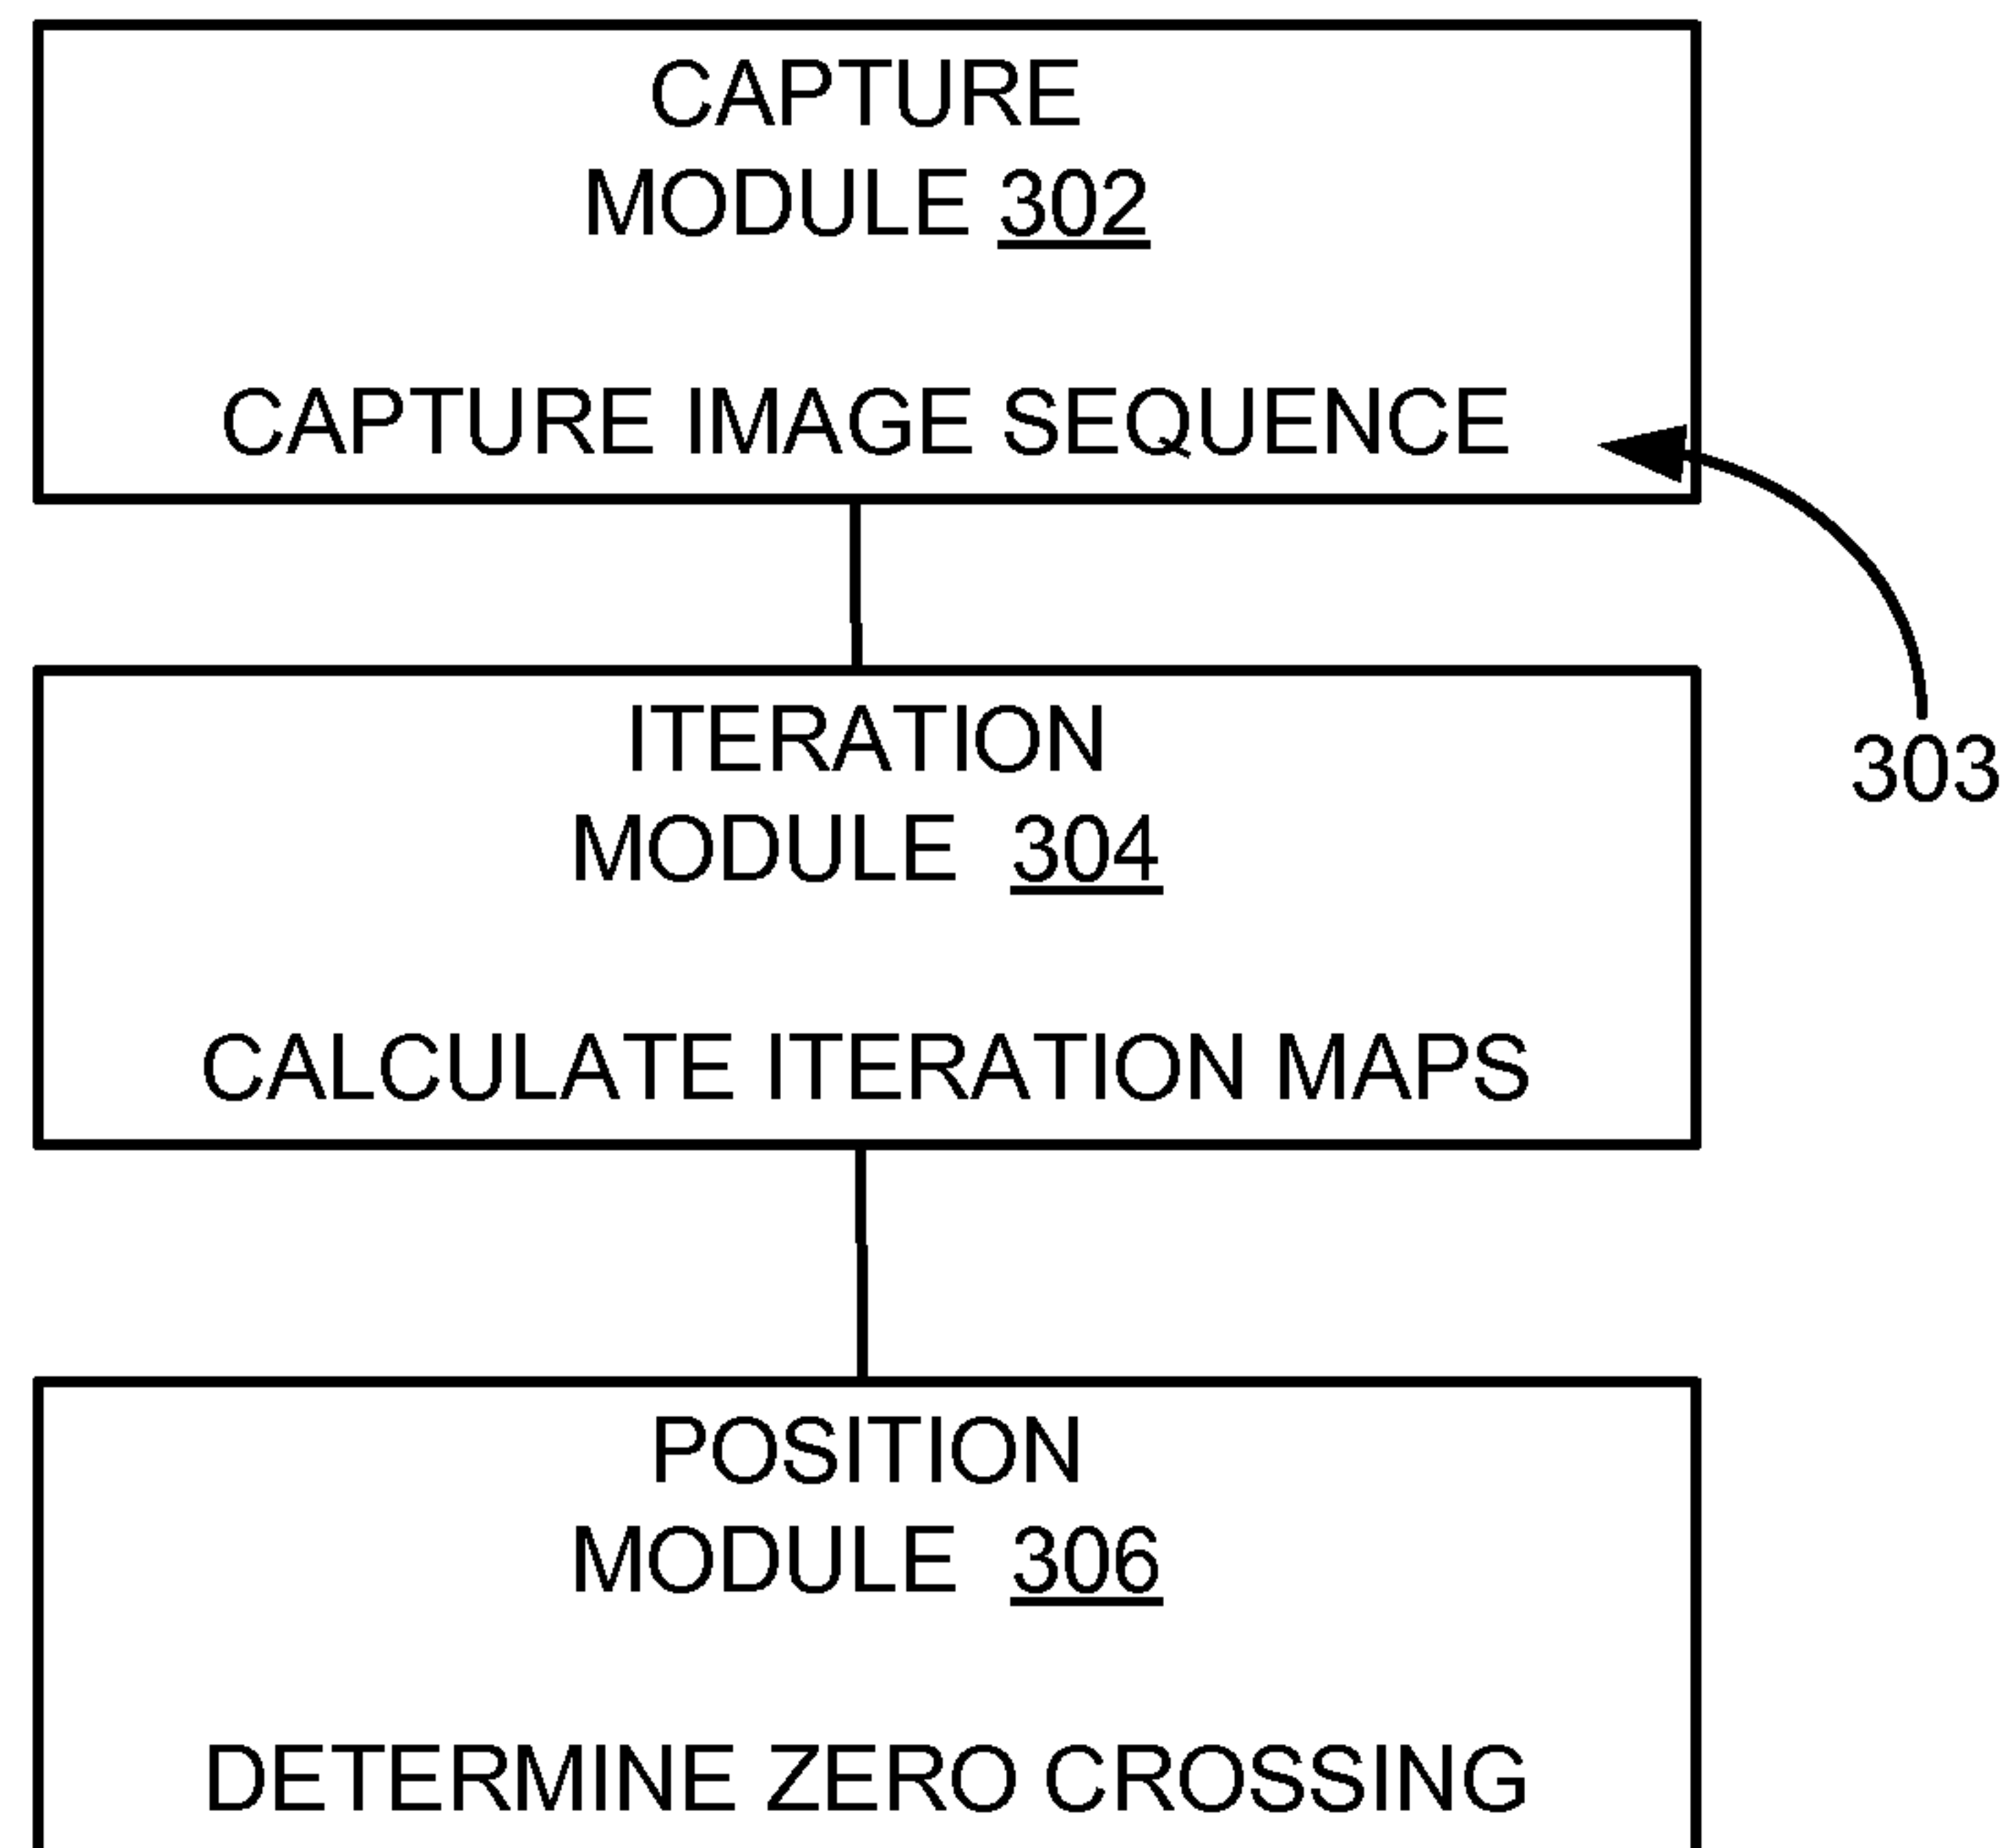 CAPTURE
MODULE 302
CAPTURE IMAGE SEQUENCE
303
ITERATION
MODULE 304
CALCULATE ITERATION MAPS
POSITION
MODULE 306
DETERMINE ZERO CROSSING